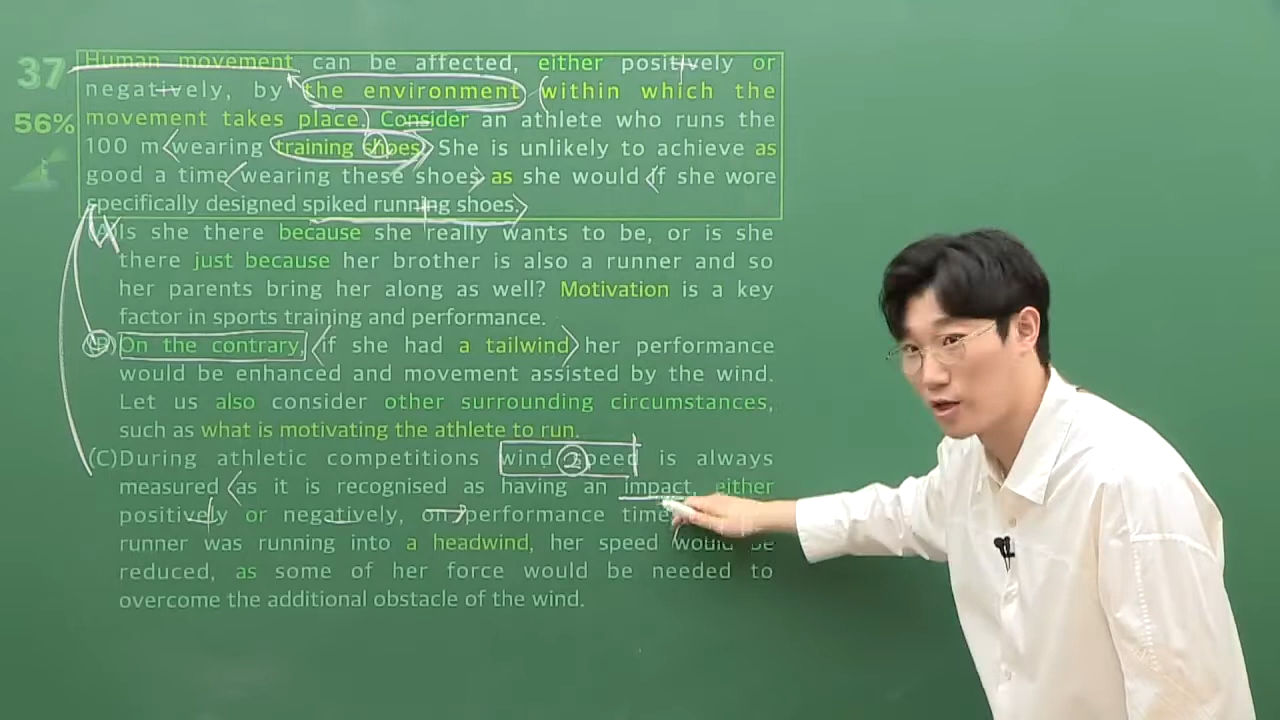 37
56%
Human movement can be affected, either positively or
negatively, by the environment within which the
movement takes place. Consider an athlete who runs the
100 m wearing training shoes. She is unlikely to achieve as
good a time wearing these shoes as she would if she wore
specifically designed spiked running shoes.
(A) Is she there because she really wants to be, or is she
there just because her brother is also a runner and so
her parents bring her along as well? Motivation is a key
factor in sports training and performance.
(B) On the contrary, if she had a tailwind her performance
would be enhanced and movement assisted by the wind.
Let us also consider other surrounding circumstances,
such as what is motivating the athlete to run.
(C) During athletic competitions wind speed is always
measured as it is recognised as having an impact, either
positively or negatively, on performance time
runner was running into a headwind, her speed would be
reduced, as some of her force would be needed to
overcome the additional obstacle of the wind.
①
②